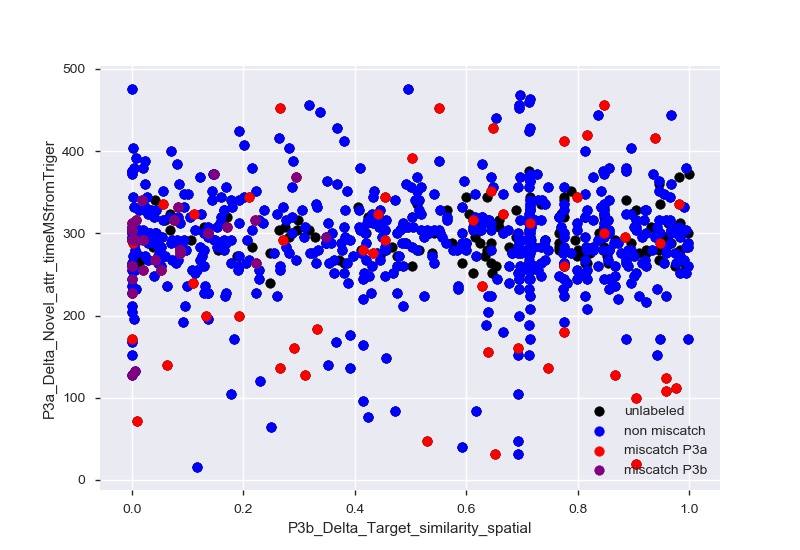 500
400
300
200
100
0
P3a_Delta_Novel_attr_timeMSfromTriger
0.0 0.2 0.4 0.6 0.8 1.0
P3b_Delta_Target_similarity_spatial
unlabeled
non miscatch
miscatch P3a
miscatch P3b